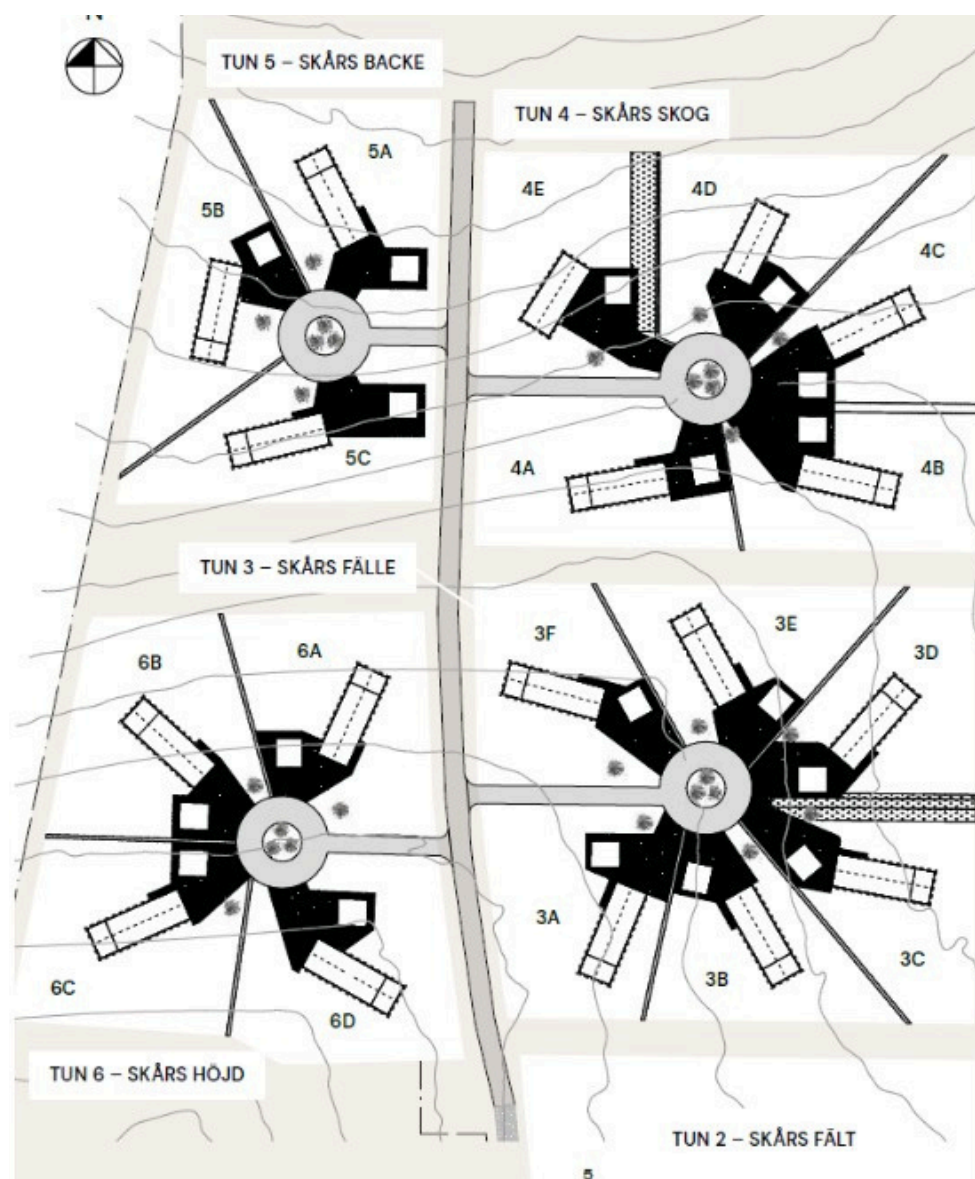 N
TUN 5 – SKÅRS BACKE
TUN 4 – SKÅRS SKOG
5A
5B
5C
4E
4D
4C
4A
4B
TUN 3 – SKÅRS FÄLLE
3F
3E
3D
3A
3B
3C
6B
6A
6C
6D
TUN 6 – SKÅRS HÖJD
TUN 2 – SKÅRS FÄLT
5